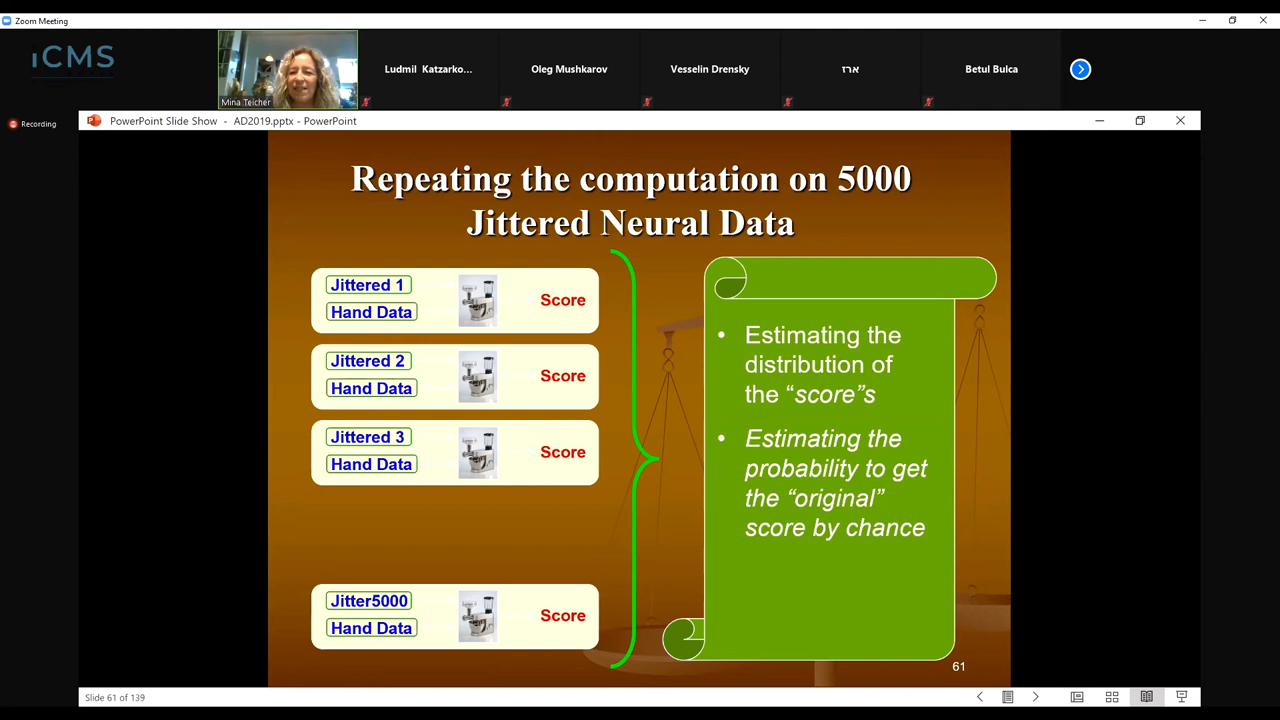 Zoom Meeting
iCMS
Mina Teicher
Ludmil Katzarko...
Oleg Mushkarov
Vesselin Drensky
ארז
Betul Bulca
Recording
PowerPoint Slide Show - AD2019.pptx - PowerPoint
Repeating the computation on 5000
Jittered Neural Data
Jittered 1
Hand Data
Score
Jittered 2
Hand Data
Score
Jittered 3
Hand Data
Score
Jitter5000
Hand Data
Score
• Estimating the
distribution of
the “score”s
• Estimating the
probability to get
the “original”
score by chance
61
Slide 61 of 139